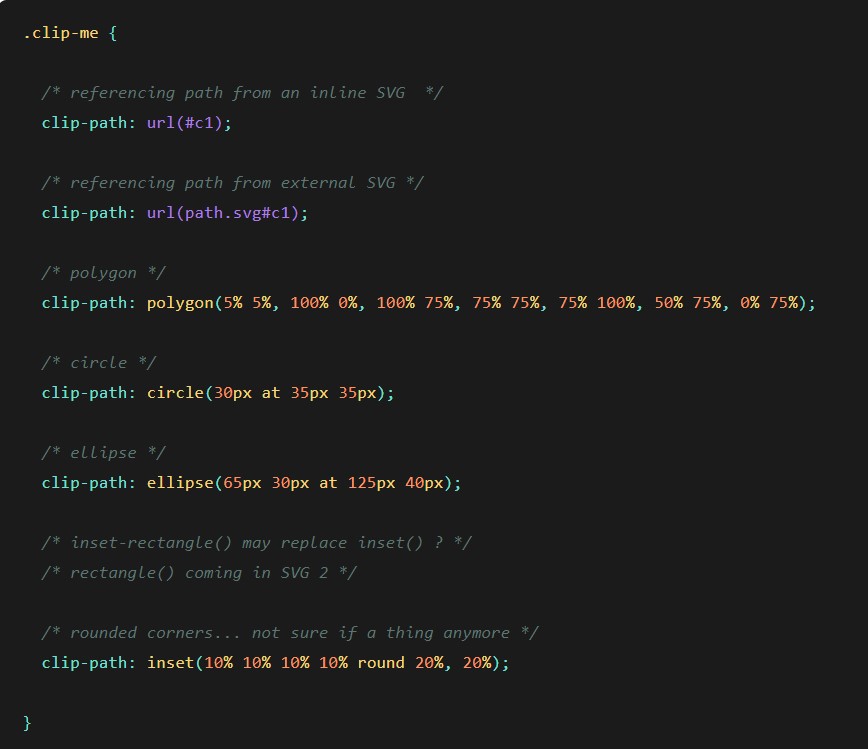 .clip-me {
/* referencing path from an inline SVG  */
clip-path: url(#c1);
/* referencing path from external SVG */
clip-path: url(path.svg#c1);
/* polygon */
clip-path: polygon(5% 5%, 100% 0%, 100% 75%, 75% 75%, 75% 100%, 50% 75%, 0% 75%);
/* circle */
clip-path: circle(30px at 35px 35px);
/* ellipse */
clip-path: ellipse(65px 30px at 125px 40px);
/* inset-rectangle() may replace inset() ? */
/* rectangle() coming in SVG 2 */
/* rounded corners... not sure if a thing anymore */
clip-path: inset(10% 10% 10% 10% round 20%, 20%);
}